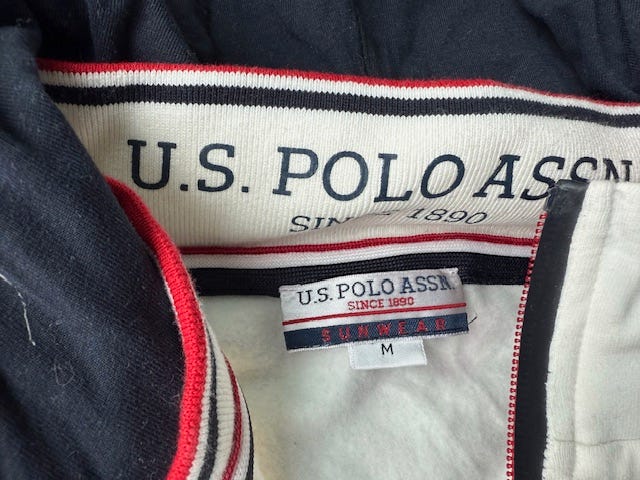 U.S. POLO ASSN
SINCE 1890
U.S. POLO ASSN.
SINCE 1890
SUNWEAR
M